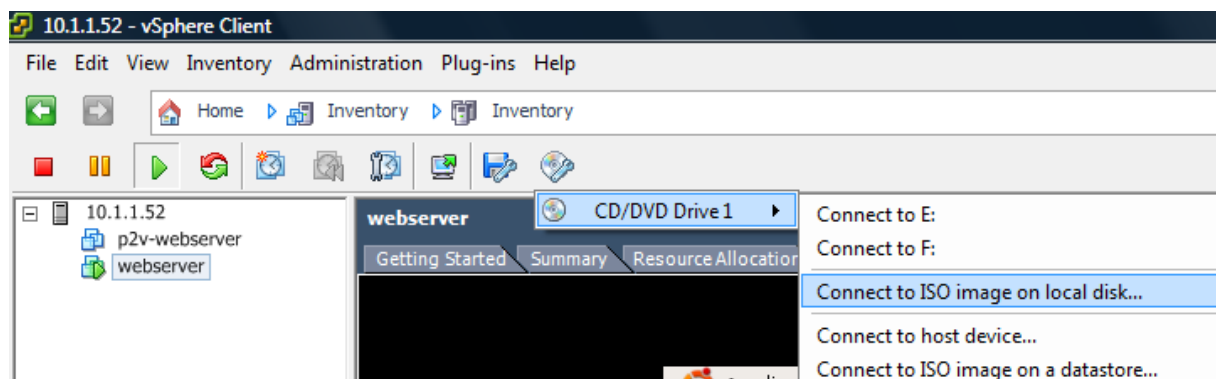 10.1.1.52 - vSphere Client
File Edit View Inventory Administration Plug-ins Help
Home Inventory Inventory
10.1.1.52
p2v-webserver
webserver
webserver
Getting Started Summary Resource Allocation
CD/DVD Drive 1
Connect to E:
Connect to F:
Connect to ISO image on local disk...
Connect to host device...
Connect to ISO image on a datastore...